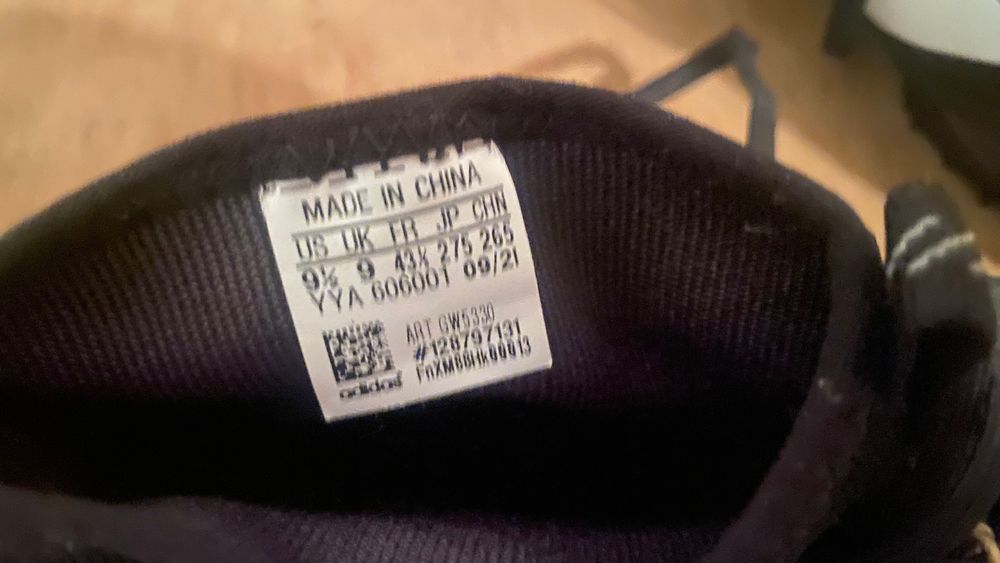 MADE IN CHINA
US UK FR JP CHN
9½ 9 43⅓ 275 265
YYA 606001 09/21
ART GW5330
#128797131
adidas